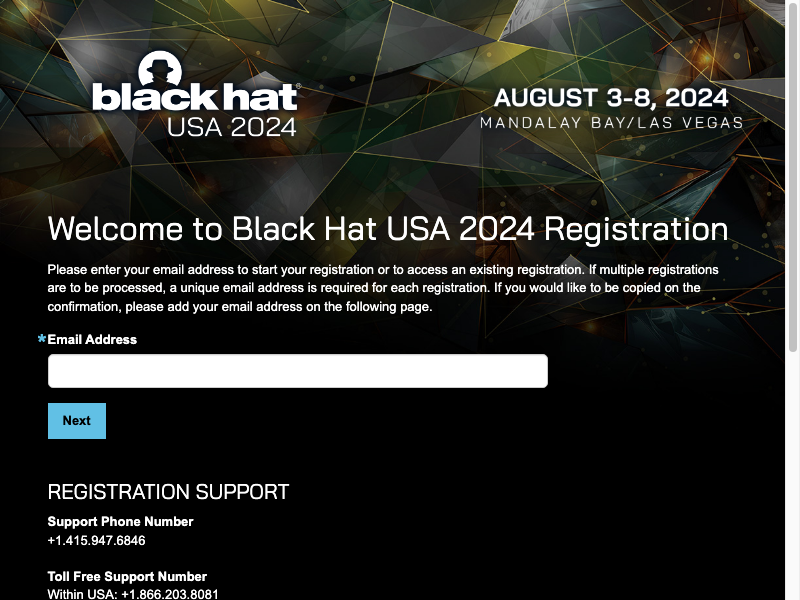 black hat®
USA 2024
AUGUST 3-8, 2024
MANDALAY BAY/LAS VEGAS
Welcome to Black Hat USA 2024 Registration
Please enter your email address to start your registration or to access an existing registration. If multiple registrations
are to be processed, a unique email address is required for each registration. If you would like to be copied on the
confirmation, please add your email address on the following page.
*Email Address
Next
REGISTRATION SUPPORT
Support Phone Number
+1.415.947.6846
Toll Free Support Number
Within USA: +1.866.203.8081